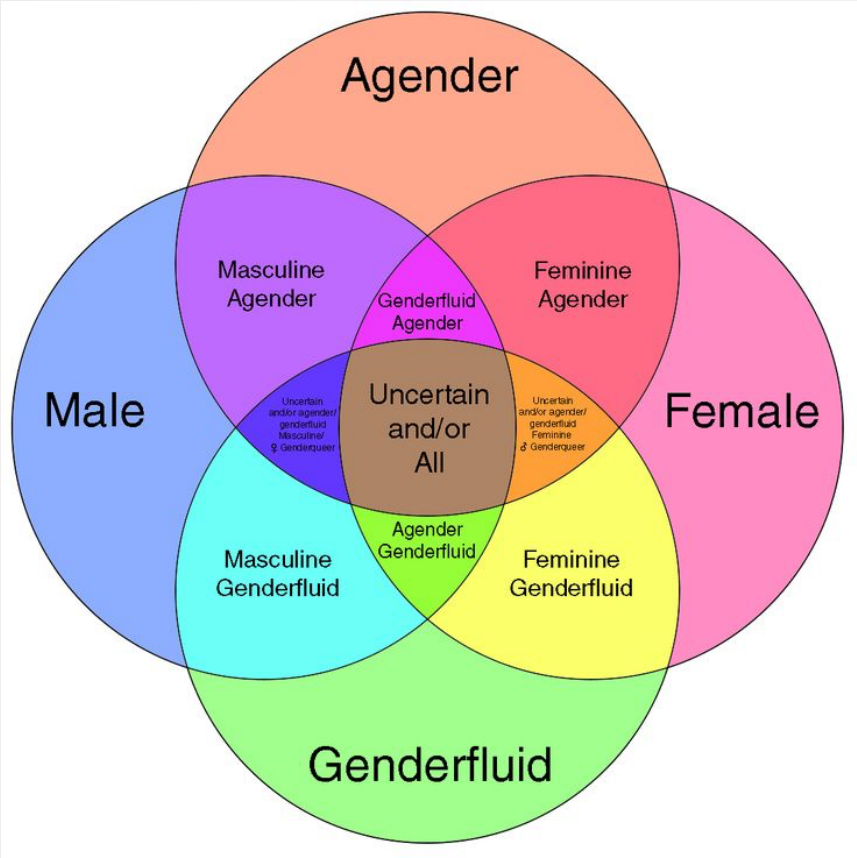 Agender
Masculine
Agender
Feminine
Agender
Genderfluid
Agender
Male
Uncertain
and/or agender/
genderfluid
Masculine/
♀ Genderqueer
Uncertain
and/or
All
Uncertain
and/or agender/
genderfluid
Feminine
♂ Genderqueer
Female
Agender
Genderfluid
Masculine
Genderfluid
Feminine
Genderfluid
Genderfluid